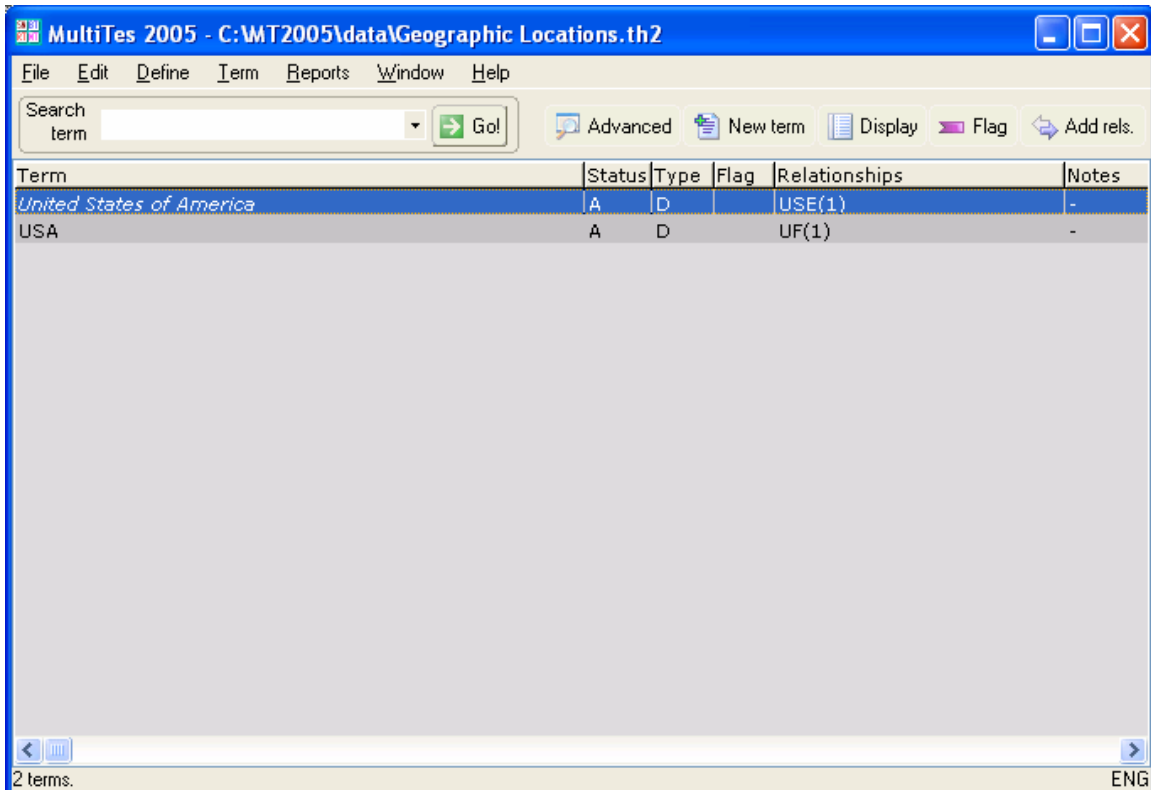 MultiTes 2005 - C:\MT2005\data\Geographic Locations.th2
File Edit Define Term Reports Window Help
Search term Go! Advanced New term Display Flag Add rels.
Term Status Type Flag Relationships Notes
United States of America A D USE(1) -
USA A D UF(1) -
2 terms. ENG